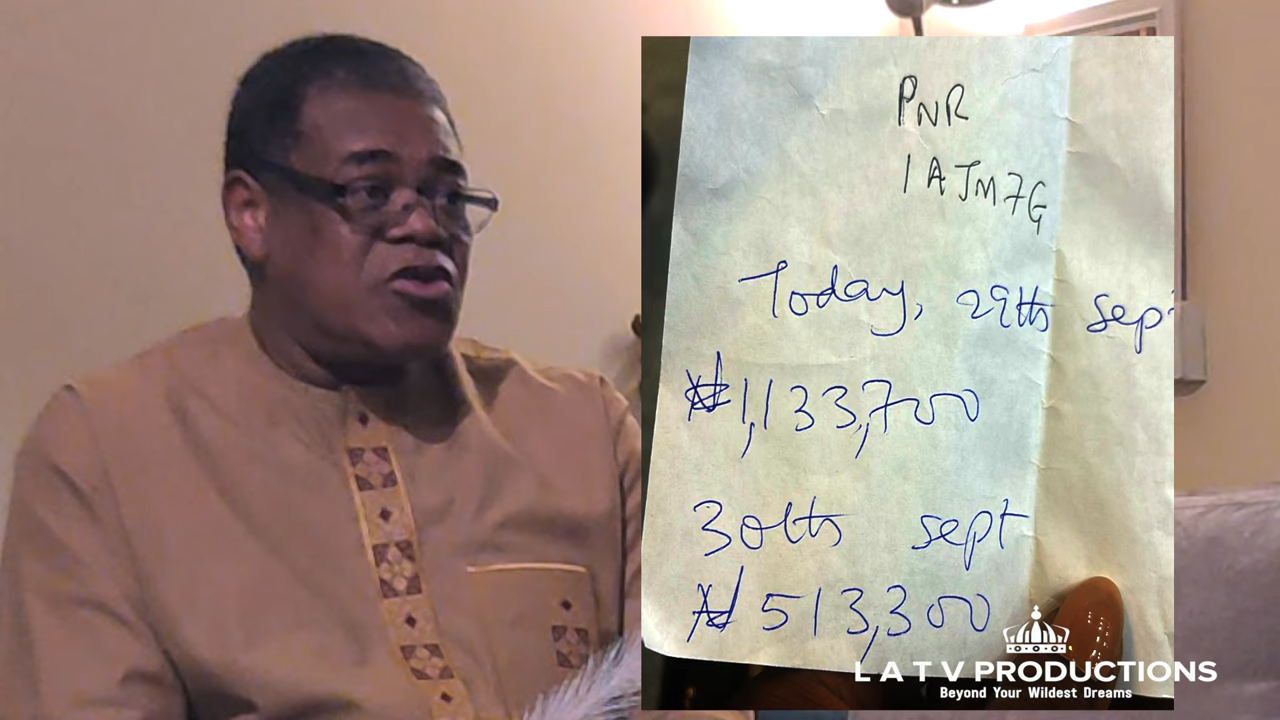 PNR
1AJM7G
Today, 29th sept
₦1,133,700
30th sept
₦513,300
LATV PRODUCTIONS
Beyond Your Wildest Dreams